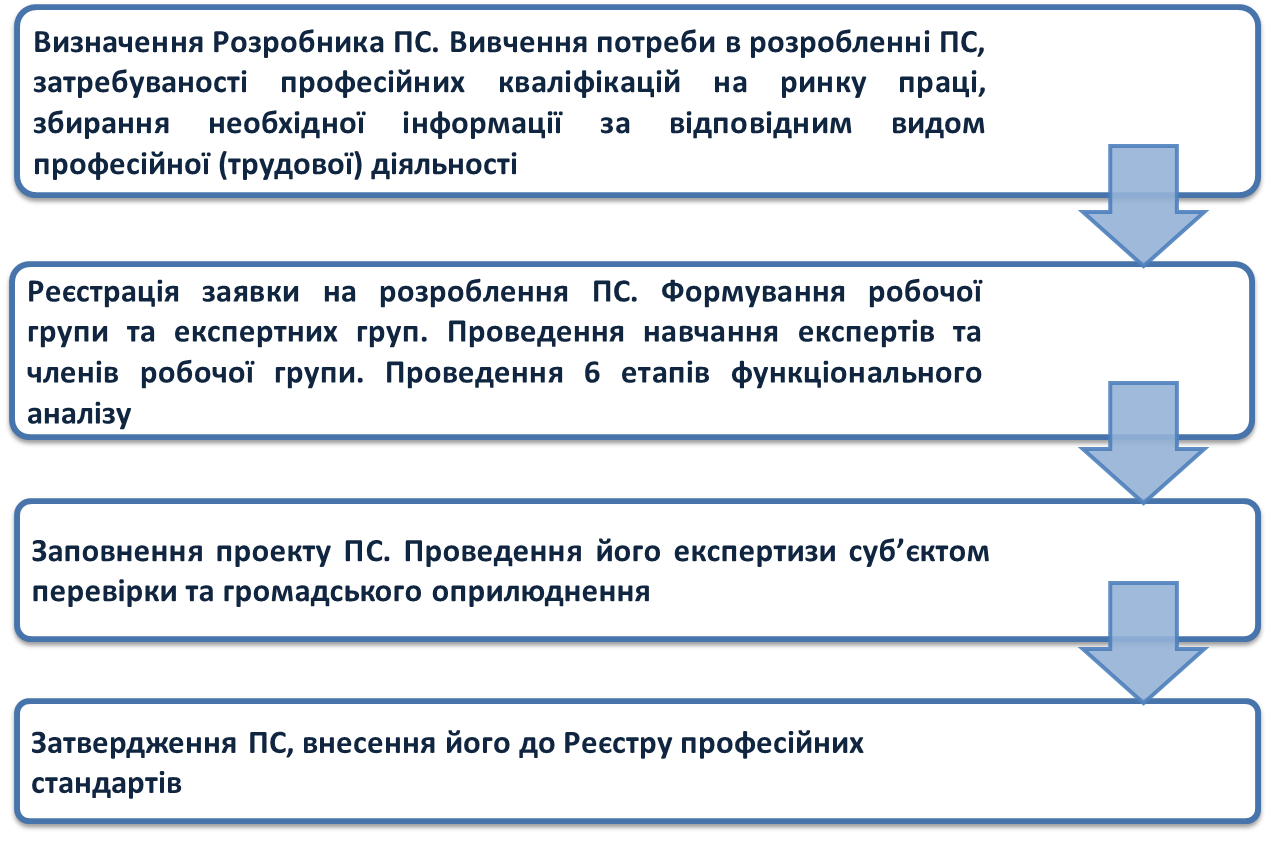 Визначення Розробника ПС. Вивчення потреби в розробленні ПС,
затребуваності професійних кваліфікацій на ринку праці,
збирання необхідної інформації за відповідним видом
професійної (трудової) діяльності
Реєстрація заявки на розроблення ПС. Формування робочої
групи та експертних груп. Проведення навчання експертів та
членів робочої групи. Проведення 6 етапів функціонального
аналізу
Заповнення проекту ПС. Проведення його експертизи суб’єктом
перевірки та громадського оприлюднення
Затвердження ПС, внесення його до Реєстру професійних
стандартів